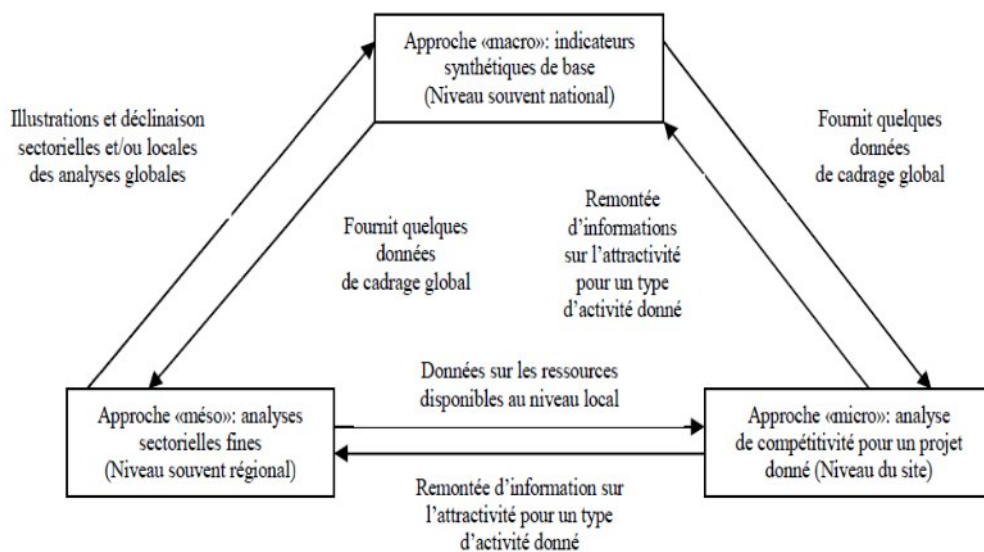 Approche «macro»: indicateurs
synthétiques de base
(Niveau souvent national)
Illustrations et déclinaison
sectorielles et/ou locales
des analyses globales
Fournit quelques
données
de cadrage global
Remontée
d’informations
sur l’attractivité
pour un type
d’activité donné
Fournit quelques
données
de cadrage global
Données sur les ressources
disponibles au niveau local
Approche «méso»: analyses
sectorielles fines
(Niveau souvent régional)
Approche «micro»: analyse
de compétitivité pour un projet
donné (Niveau du site)
Remontée d’information sur
l’attractivité pour un type
d’activité donné